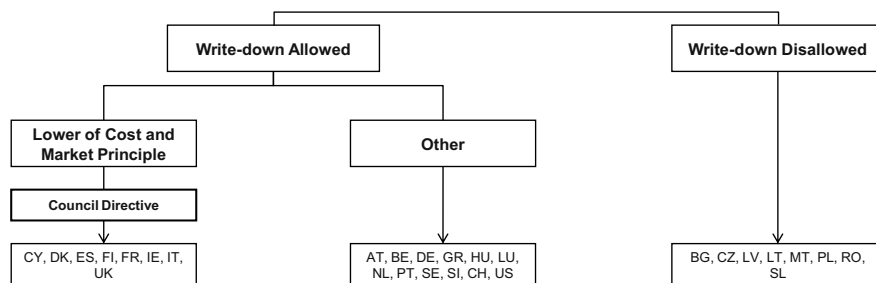 Write-down Allowed
Write-down Disallowed
Lower of Cost and
Market Principle
Other
Council Directive
CY, DK, ES, FI, FR, IE, IT,
UK
AT, BE, DE, GR, HU, LU,
NL, PT, SE, SI, CH, US
BG, CZ, LV, LT, MT, PL, RO,
SL